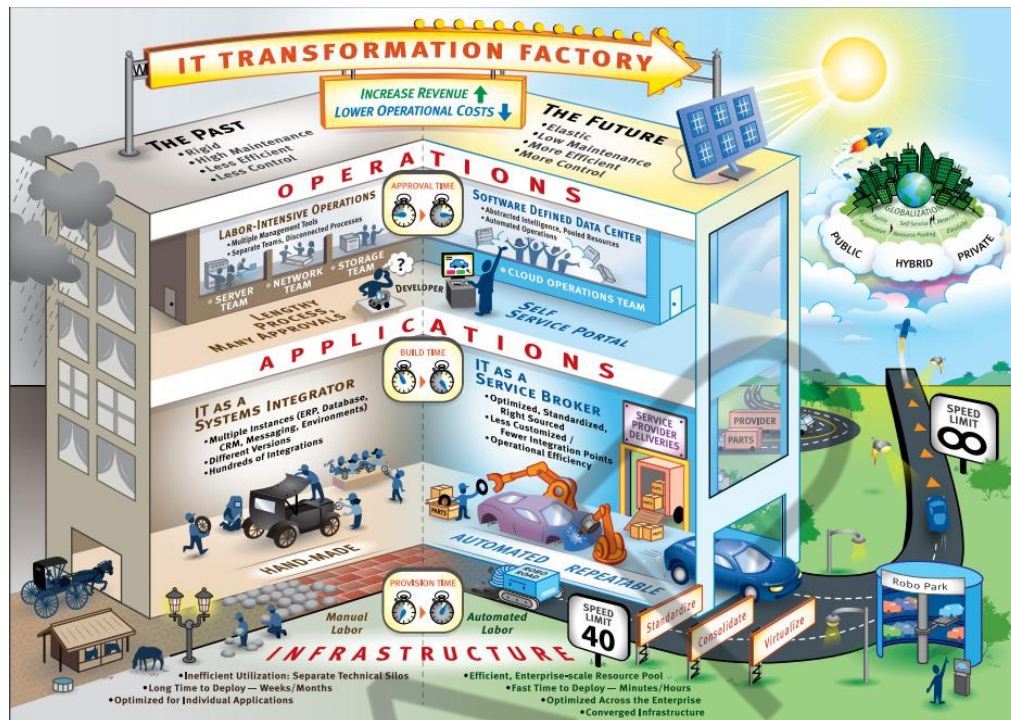 IT TRANSFORMATION FACTORY
INCREASE REVENUE
LOWER OPERATIONAL COSTS
THE PAST
•Rigid
•High Maintenance
•Less Efficient
•Less Control
THE FUTURE
•Elastic
•Low Maintenance
•More Efficient
•More Control
OPERATIONS
APPROVAL TIME
LABOR-INTENSIVE OPERATIONS
•Multiple Management Tools
•Separate Teams, Disconnected Processes
SERVER TEAM
NETWORK TEAM
STORAGE TEAM
?
DEVELOPER
LENGTHY
PROCESS,
MANY APPROVALS
SOFTWARE DEFINED DATA CENTER
•Abstracted Intelligence, Pooled Resources
•Automated Operations
CLOUD OPERATIONS TEAM
SELF
SERVICE PORTAL
GLOBALIZATION
Agility
Self Service
Resource Pooling
PUBLIC
HYBRID
PRIVATE
APPLICATIONS
BUILD TIME
IT AS A
SYSTEMS INTEGRATOR
•Multiple Instances (ERP, Database,
CRM, Messaging, Environments)
•Different Versions
•Hundreds of Integrations
HAND-MADE
IT AS A
SERVICE BROKER
•Optimized, Standardized,
Right Sourced
•Less Customized /
Fewer Integration Points
•Operational Efficiency
SERVICE
PROVIDER
DELIVERIES
PARTS
AUTOMATED REPEATABLE
PROVIDER
PARTS
SPEED
LIMIT
∞
PROVISION TIME
ROBO
ROAD
Manual
Labor
Automated
Labor
SPEED
LIMIT
40
Standardize
Consolidate
Virtualize
Robo Park
INFRASTRUCTURE
•Inefficient Utilization: Separate Technical Silos
•Long Time to Deploy — Weeks/Months
•Optimized for Individual Applications
•Efficient, Enterprise-scale Resource Pool
•Fast Time to Deploy — Minutes/Hours
•Optimized Across the Enterprise
•Converged Infrastructure